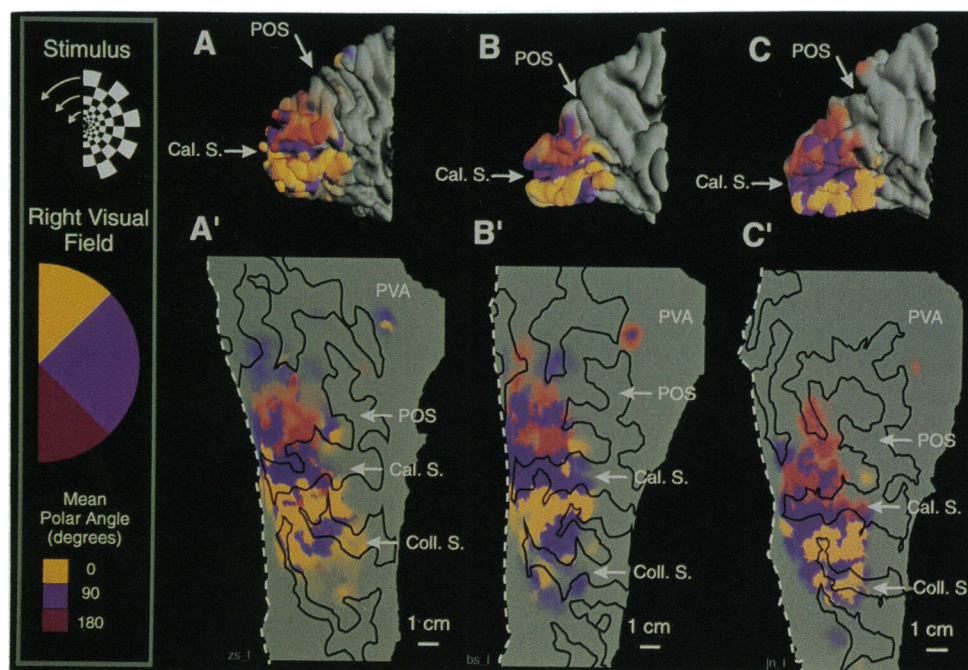 Stimulus
Right Visual
Field
Mean
Polar Angle
(degrees)
0
90
180
A
POS
Cal. S.
B
POS
Cal. S.
C
POS
Cal. S.
A'
POS
Cal. S.
Coll. S.
PVA
1 cm
zs_l
B'
PVA
POS
Cal. S.
Coll. S.
1 cm
bs_l
C'
PVA
POS
Cal. S.
Coll. S
1 cm
jn_l